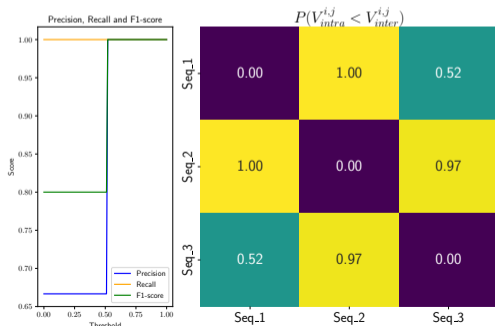 Precision, Recall and F1-score
Score
1.00
0.95
0.90
0.85
0.80
0.75
0.70
0.65
0.00 0.25 0.50 0.75 1.00
Threshold
Precision
Recall
F1-score
P(V^{i,j}_{intra} < V^{i,j}_{inter})
Seq_1 0.00 1.00 0.52
Seq_2 1.00 0.00 0.97
Seq_3 0.52 0.97 0.00
Seq_1 Seq_2 Seq_3